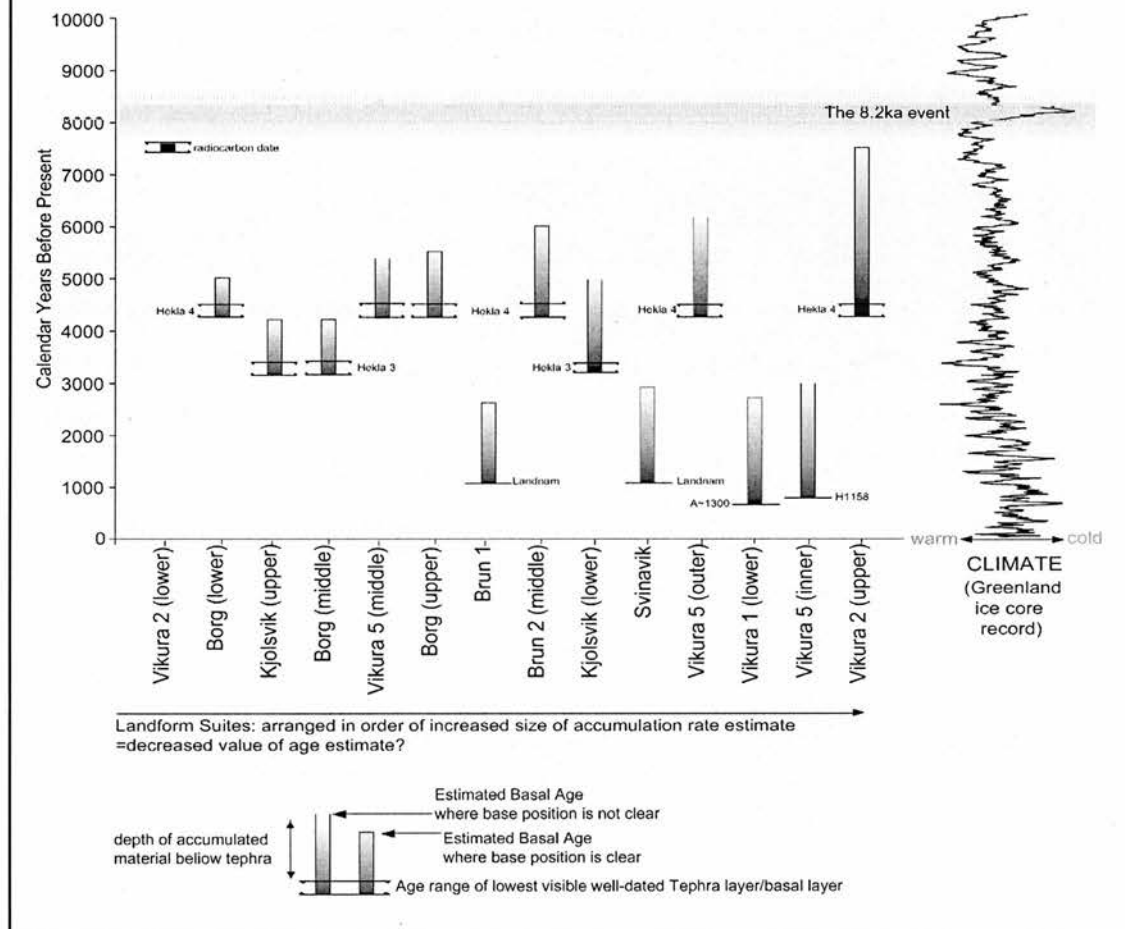 10000
9000
8000
7000
6000
5000
4000
3000
2000
1000
0
Calendar Years Before Present
The 8.2ka event
radiocarbon date
Hekla 4
Hekla 3
Hekla 4
Hekla 3
Hekla 4
Hekla 4
Landnam
Landnam
A~1300
H1158
Vikura 2 (lower)
Borg (lower)
Kjolsvik (upper)
Borg (middle)
Vikura 5 (middle)
Borg (upper)
Brun 1
Brun 2 (middle)
Kjolsvik (lower)
Svinavik
Vikura 5 (outer)
Vikura 1 (lower)
Vikura 5 (inner)
Vikura 2 (upper)
warm
cold
CLIMATE
(Greenland
ice core
record)
Landform Suites: arranged in order of increased size of accumulation rate estimate
=decreased value of age estimate?
Estimated Basal Age
where base position is not clear
depth of accumulated
material beliow tephra
Estimated Basal Age
where base position is clear
Age range of lowest visible well-dated Tephra layer/basal layer